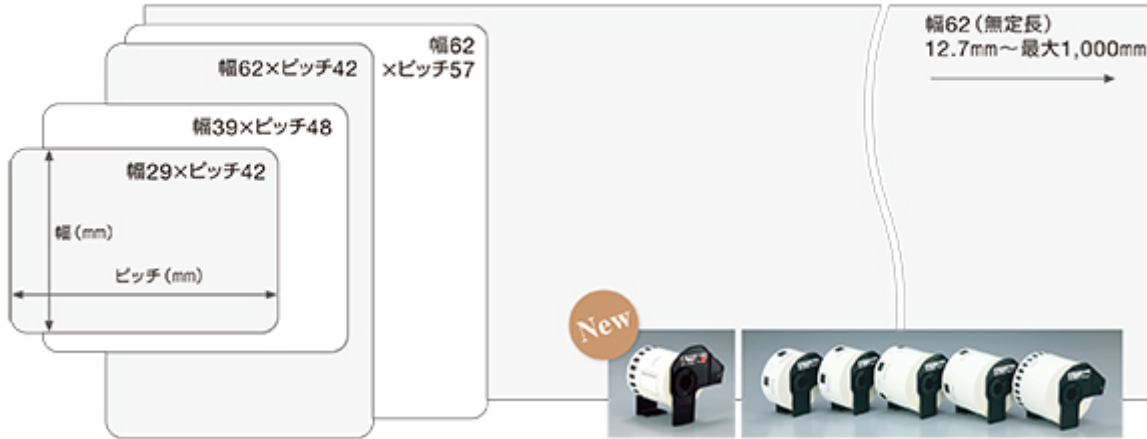 幅62
×ピッチ57
幅62(無定長)
12.7mm~最大1,000mm
幅62×ピッチ42
幅39×ピッチ48
幅29×ピッチ42
幅(mm)
ピッチ(mm)
New